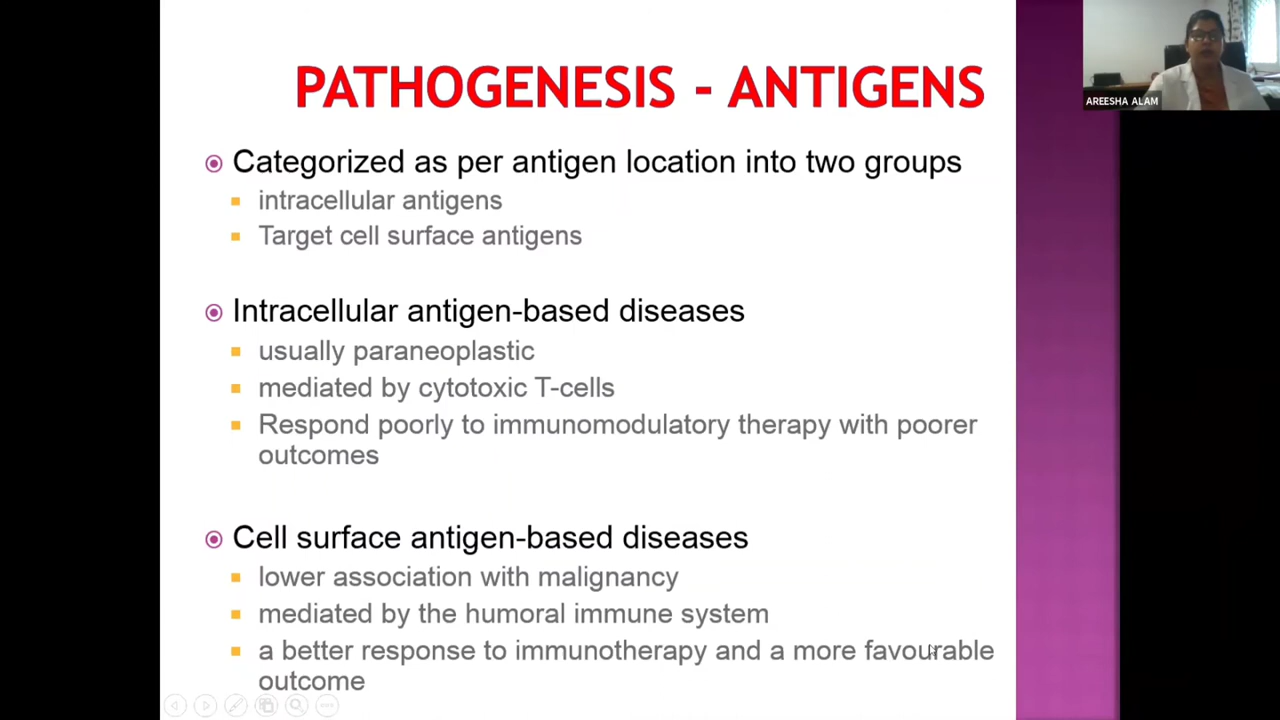 PATHOGENESIS - ANTIGENS
AREESHA ALAM
Categorized as per antigen location into two groups
intracellular antigens
Target cell surface antigens
Intracellular antigen-based diseases
usually paraneoplastic
mediated by cytotoxic T-cells
Respond poorly to immunomodulatory therapy with poorer
outcomes
Cell surface antigen-based diseases
lower association with malignancy
mediated by the humoral immune system
a better response to immunotherapy and a more favourable
outcome